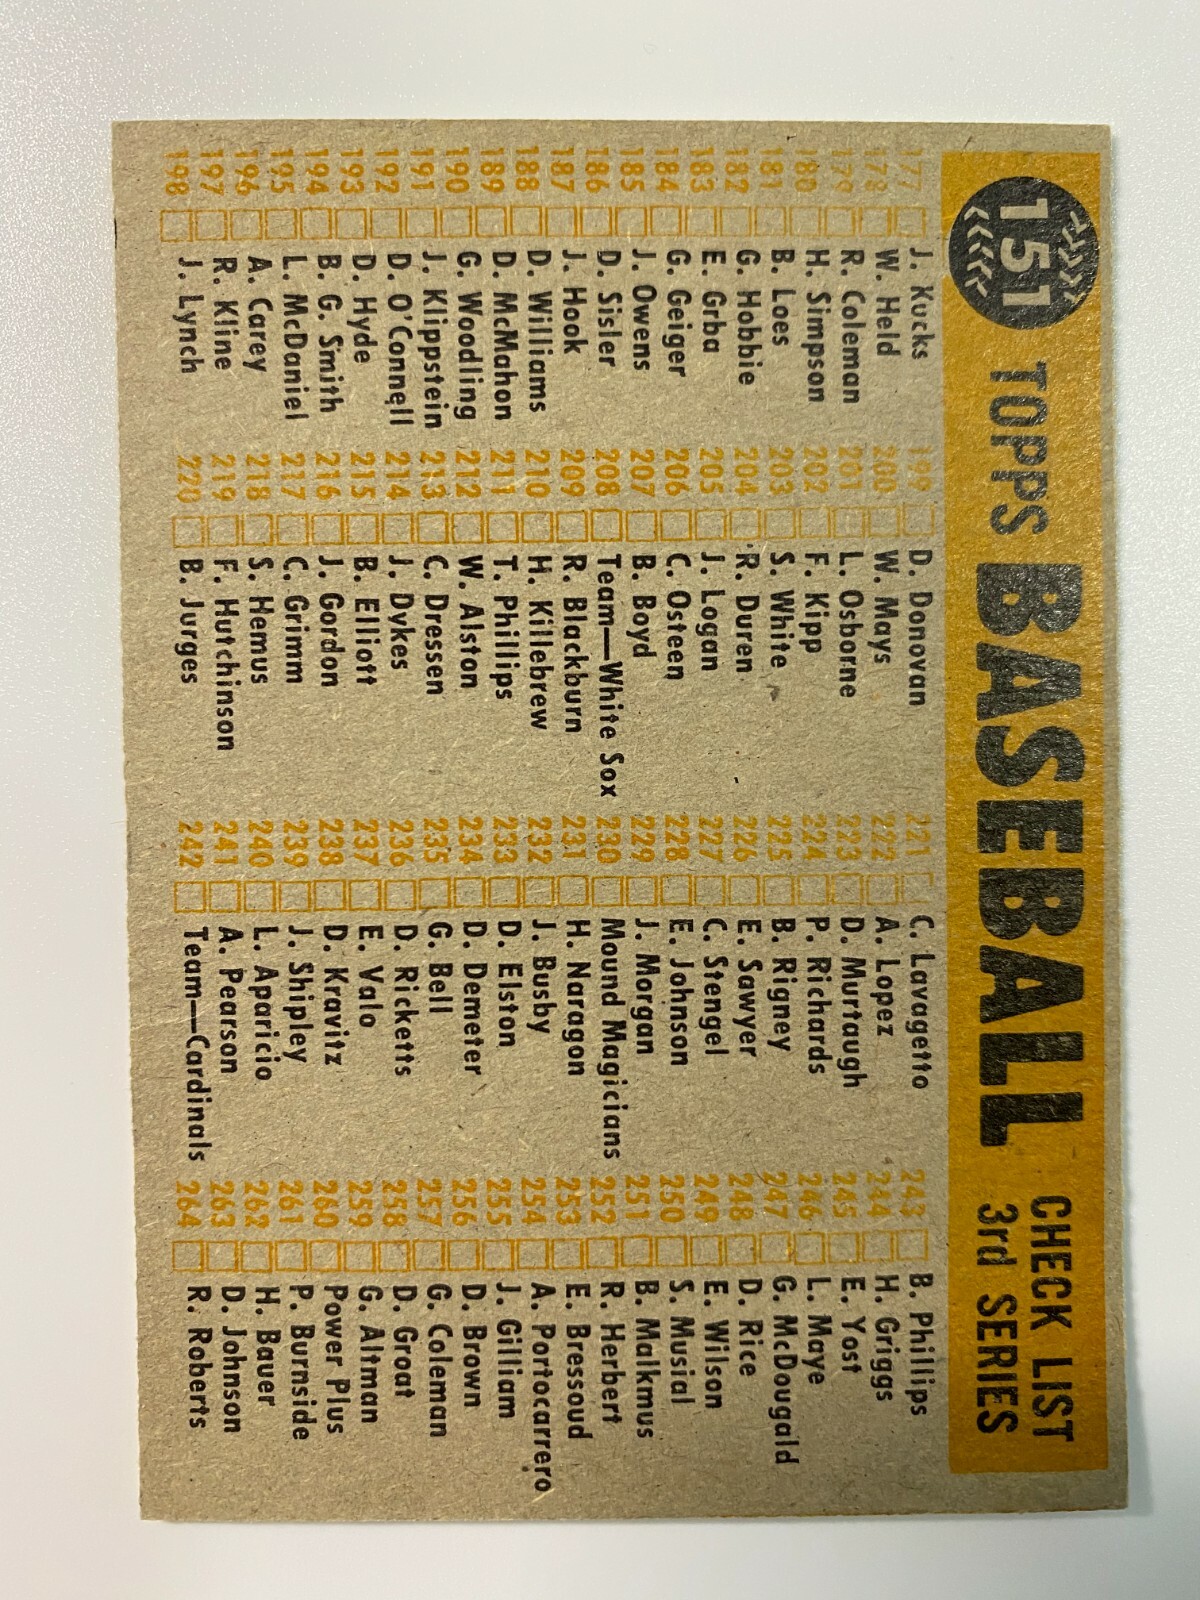 151 TOPPS BASEBALL CHECK LIST
3rd SERIES
177 J. Kucks
178 W. Held
179 R. Coleman
180 H. Simpson
181 B. Loes
182 G. Hobbie
183 E. Grba
184 G. Geiger
185 J. Owens
186 D. Sisler
187 J. Hook
188 D. Williams
189 D. McMahon
190 G. Woodling
191 J. Klippstein
192 D. O'Connell
193 D. Hyde
194 B. G. Smith
195 L. McDaniel
196 A. Carey
197 R. Kline
198 J. Lynch
199 D. Donovan
200 W. Mays
201 L. Osborne
202 F. Kipp
203 S. White
204 R. Duren
205 J. Logan
206 C. Osteen
207 B. Boyd
208 Team—White Sox
209 R. Blackburn
210 H. Killebrew
211 T. Phillips
212 W. Alston
213 C. Dressen
214 J. Dykes
215 B. Elliott
216 J. Gordon
217 C. Grimm
218 S. Hemus
219 F. Hutchinson
220 B. Jurges
221 C. Lavagetto
222 A. Lopez
223 D. Murtaugh
224 P. Richards
225 B. Rigney
226 E. Sawyer
227 C. Stengel
228 E. Johnson
229 J. Morgan
230 Mound Magicians
231 H. Naragon
232 J. Busby
233 D. Elston
234 D. Demeter
235 G. Bell
236 D. Ricketts
237 E. Valo
238 D. Kravitz
239 J. Shipley
240 L. Aparicio
241 A. Pearson
242 Team—Cardinals
243 B. Phillips
244 H. Griggs
245 E. Yost
246 L. Maye
247 G. McDougald
248 D. Rice
249 E. Wilson
250 S. Musial
251 B. Malkmus
252 R. Herbert
253 E. Bressoud
254 A. Portocarrero
255 J. Gilliam
256 D. Brown
257 G. Coleman
258 D. Groat
259 G. Altman
260 Power Plus
261 P. Burnside
262 H. Bauer
263 D. Johnson
264 R. Roberts